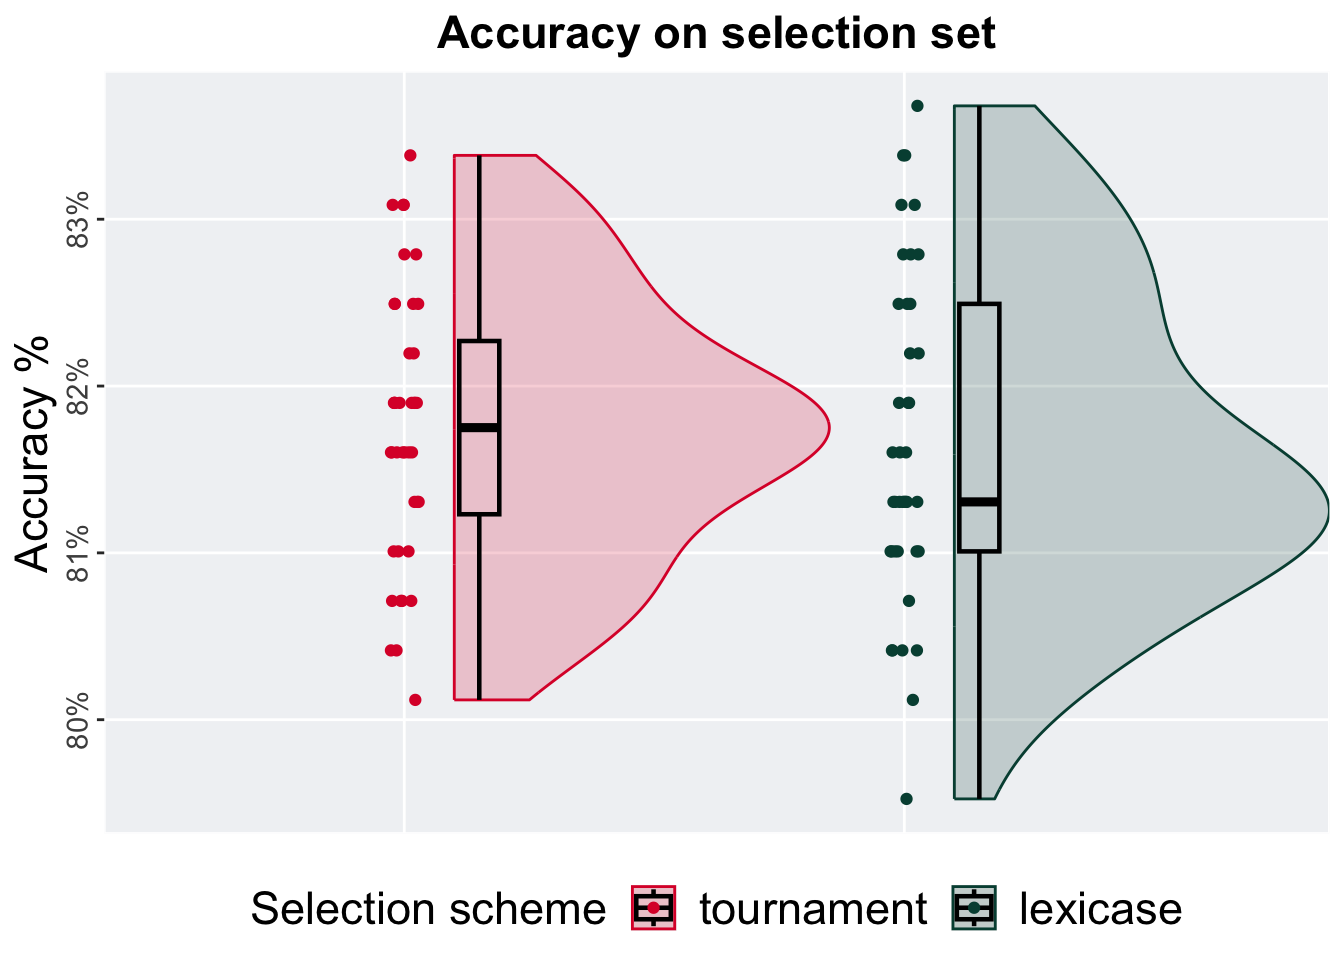 Accuracy on selection set
Accuracy %
83%
82%
81%
80%
Selection scheme tournament lexicase